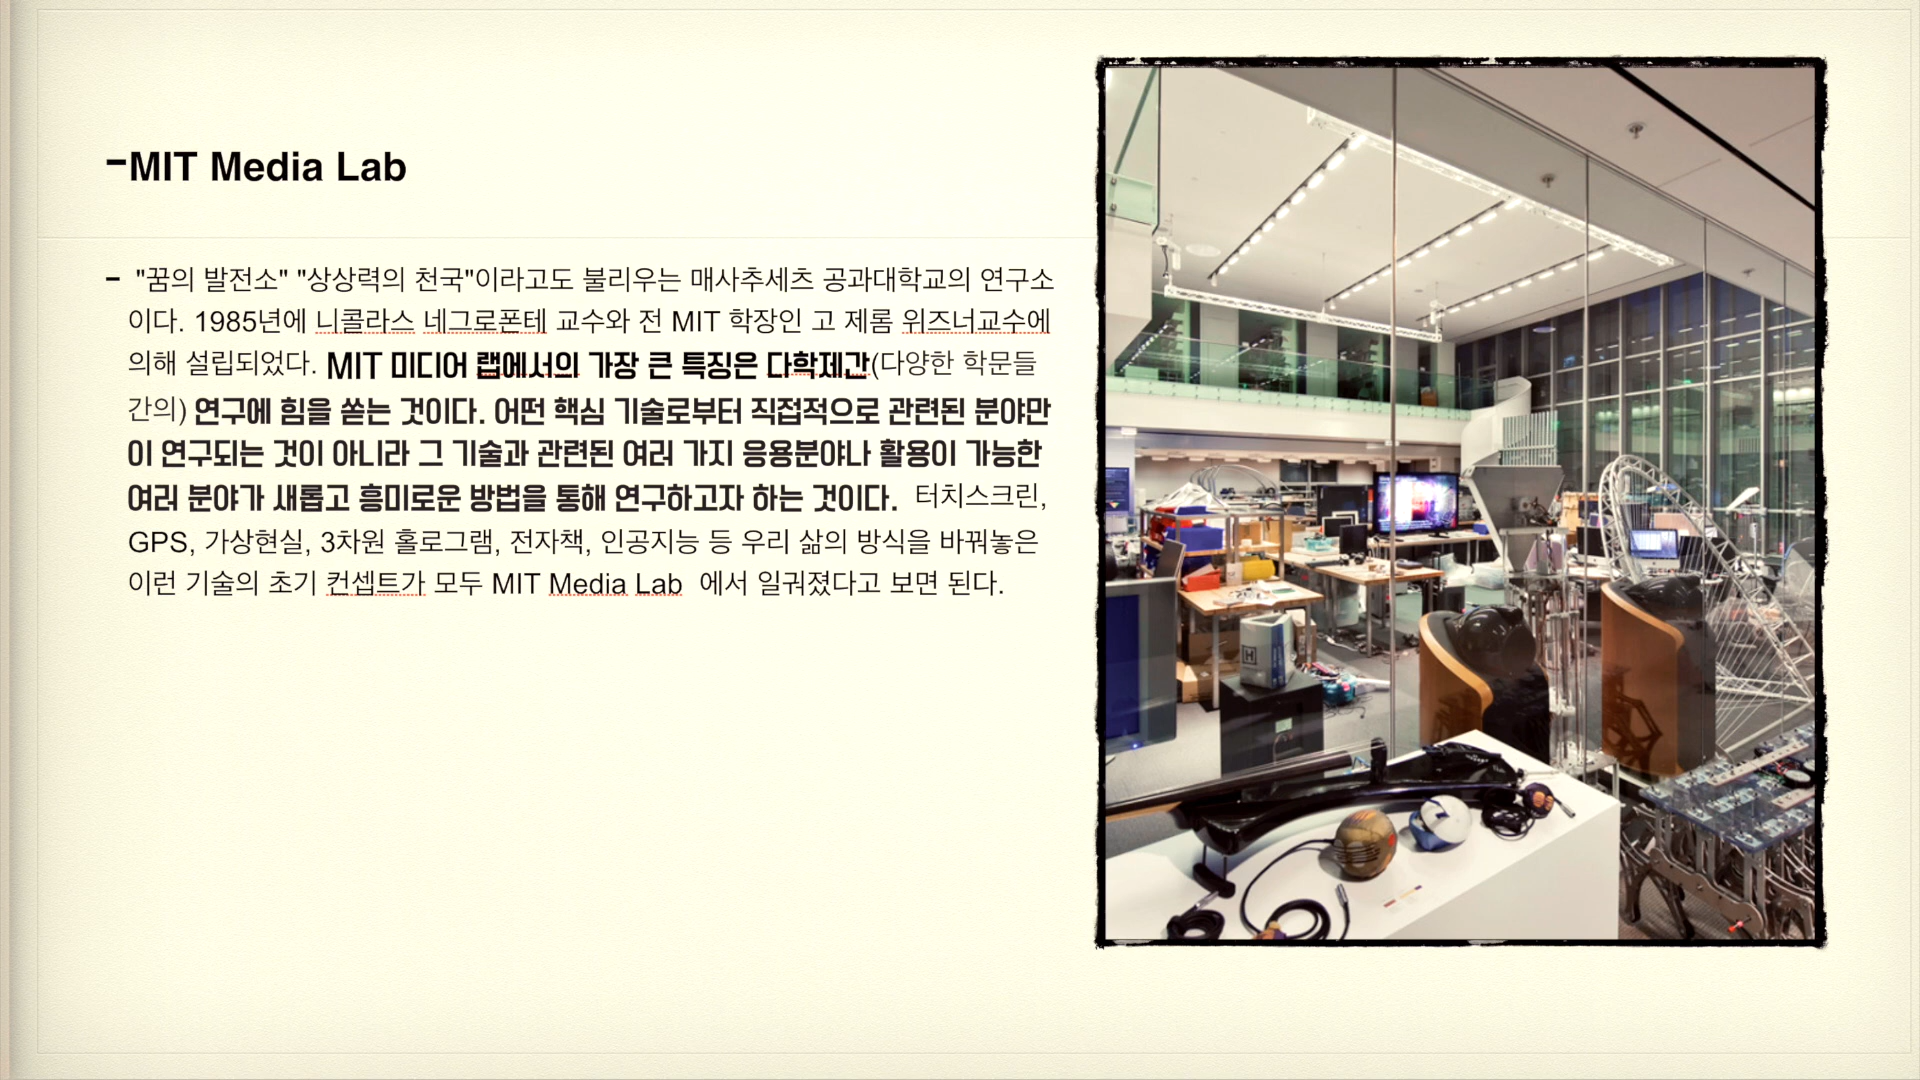 -MIT Media Lab
- "꿈의 발전소" "상상력의 천국"이라고도 불리우는 매사추세츠 공과대학교의 연구소
이다. 1985년에 니콜라스 네그로폰테 교수와 전 MIT 학장인 고 제롬 위즈너교수에
의해 설립되었다. MIT 미디어 랩에서의 가장 큰 특징은 다학제간(다양한 학문들
간의) 연구에 힘을 쏟는 것이다. 어떤 핵심 기술로부터 직접적으로 관련된 분야만
이 연구되는 것이 아니라 그 기술과 관련된 여러 가지 응용분야나 활용이 가능한
여러 분야가 새롭고 흥미로운 방법을 통해 연구하고자 하는 것이다. 터치스크린,
GPS, 가상현실, 3차원 홀로그램, 전자책, 인공지능 등 우리 삶의 방식을 바꿔놓은
이런 기술의 초기 컨셉트가 모두 MIT Media Lab 에서 일궈졌다고 보면 된다.
H